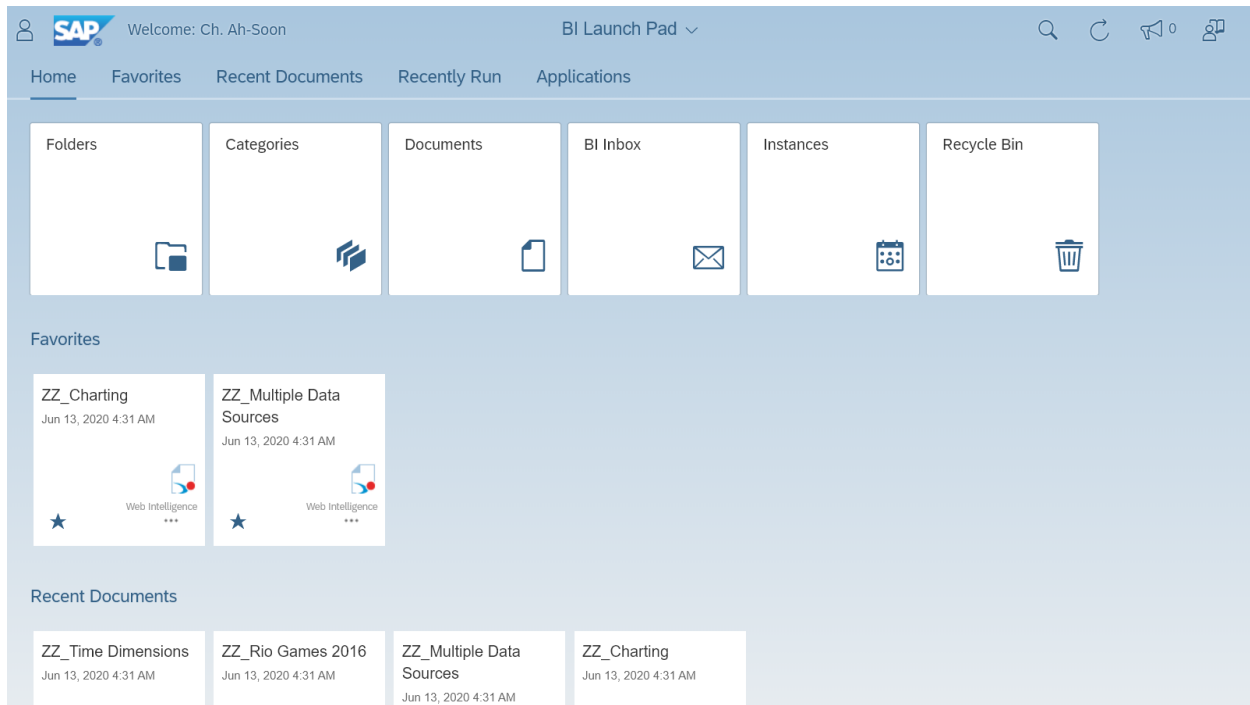 SAP® Welcome: Ch. Ah-Soon BI Launch Pad 0
Home Favorites Recent Documents Recently Run Applications
Folders Categories Documents BI Inbox Instances Recycle Bin
Favorites
ZZ_Charting
Jun 13, 2020 4:31 AM
Web Intelligence
ZZ_Multiple Data
Sources
Jun 13, 2020 4:31 AM
Web Intelligence
Recent Documents
ZZ_Time Dimensions
Jun 13, 2020 4:31 AM
ZZ_Rio Games 2016
Jun 13, 2020 4:31 AM
ZZ_Multiple Data
Sources
Jun 13, 2020 4:31 AM
ZZ_Charting
Jun 13, 2020 4:31 AM